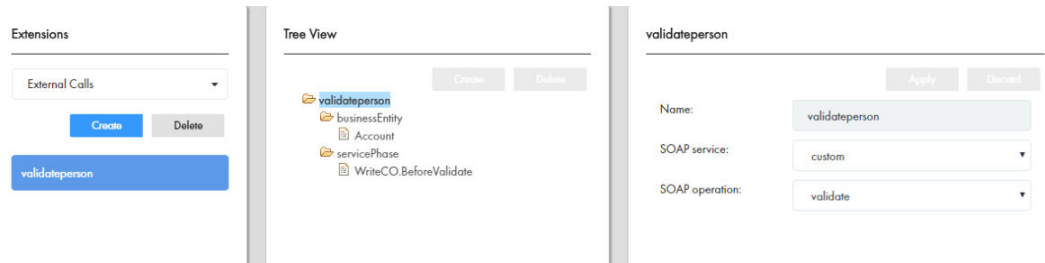 Extensions
External Calls
Create Delete
validateperson
Tree View
Create Delete
validateperson
businessEntity
Account
servicePhase
WriteCO.BeforeValidate
validateperson
Apply Discard
Name: validateperson
SOAP service: custom
SOAP operation: validate